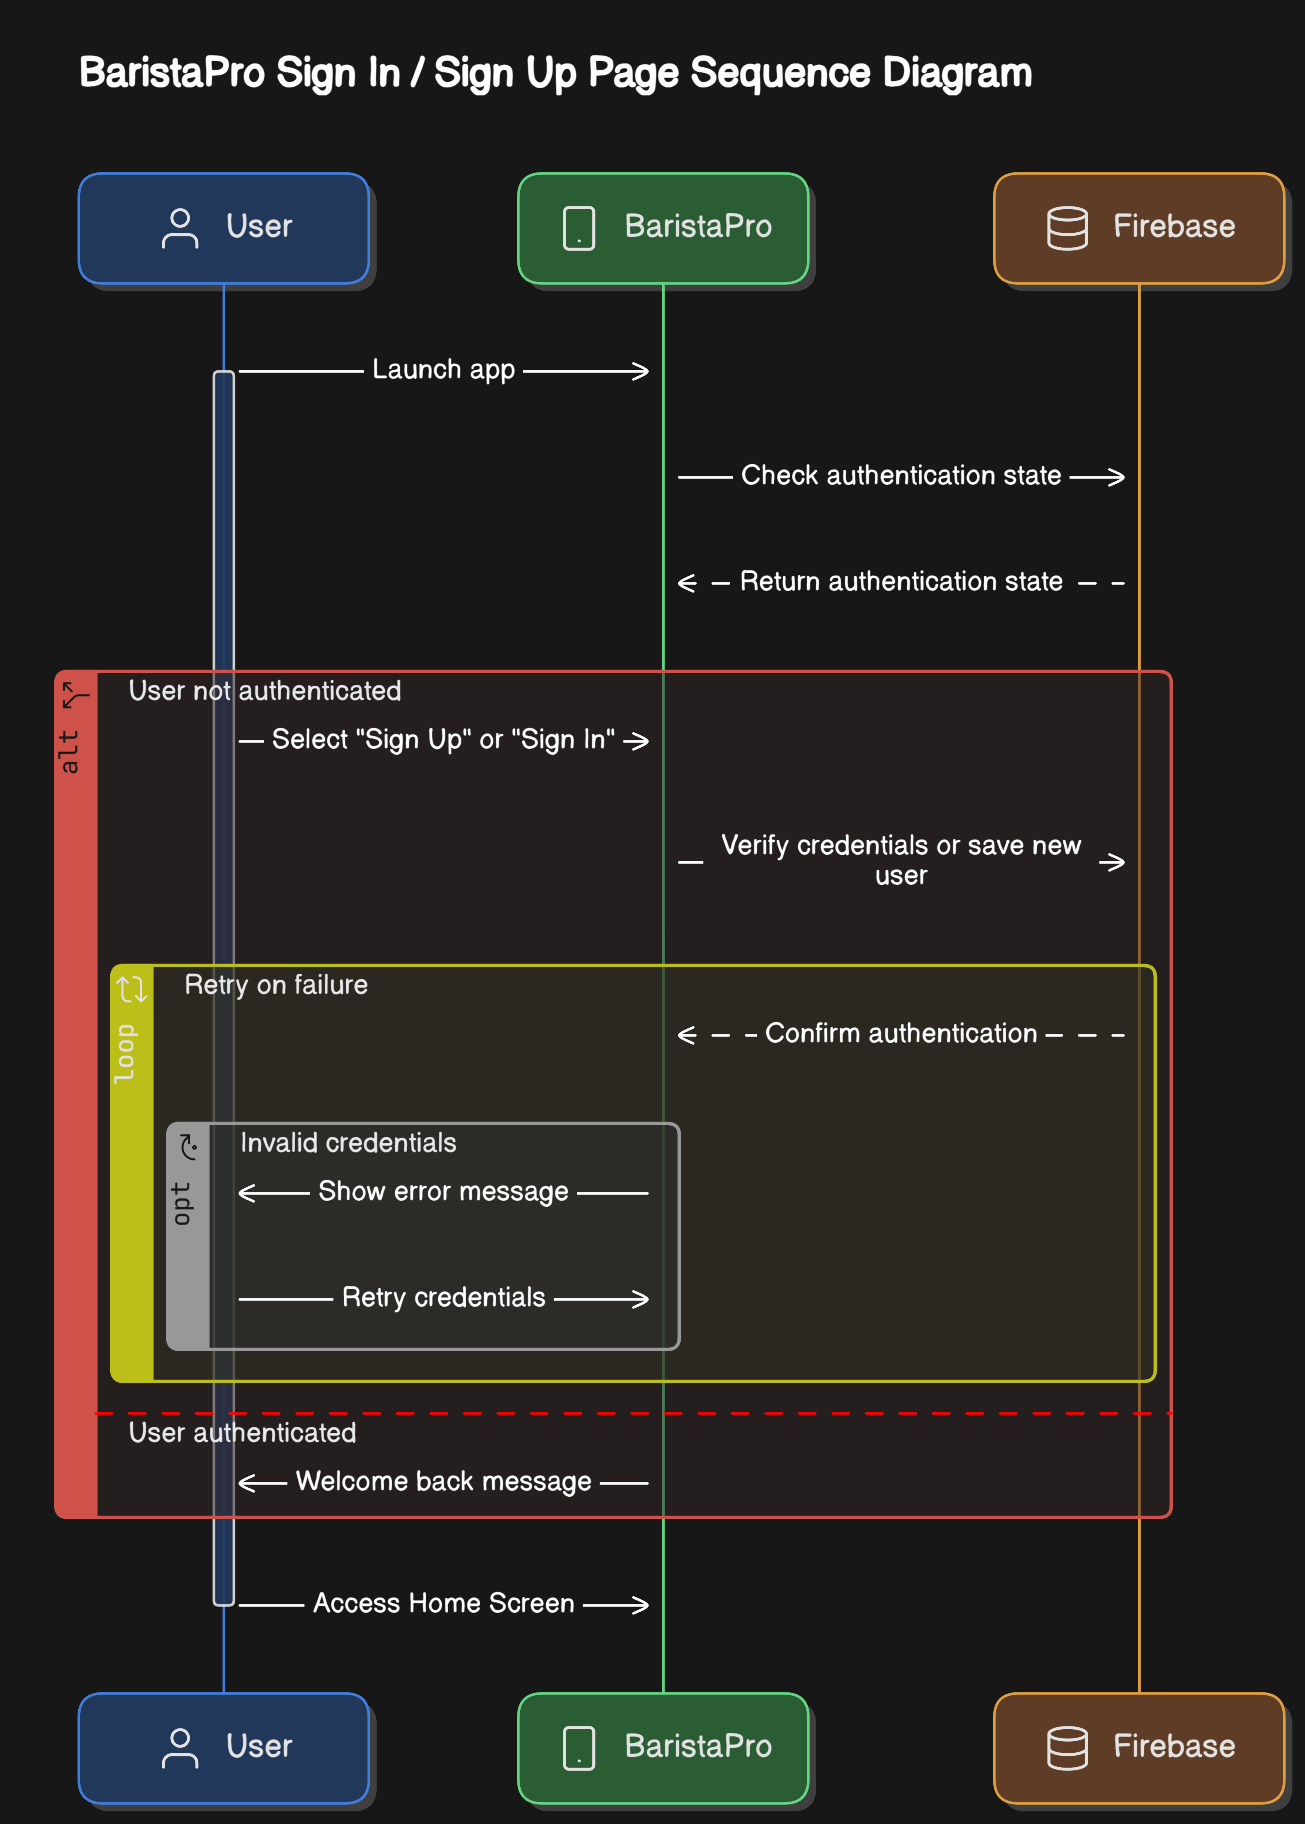 BaristaPro Sign In / Sign Up Page Sequence Diagram
User
BaristaPro
Firebase
Launch app
Check authentication state
Return authentication state
alt
User not authenticated
Select "Sign Up" or "Sign In"
Verify credentials or save new
user
loop
Retry on failure
Confirm authentication
opt
Invalid credentials
Show error message
Retry credentials
User authenticated
Welcome back message
Access Home Screen
User
BaristaPro
Firebase